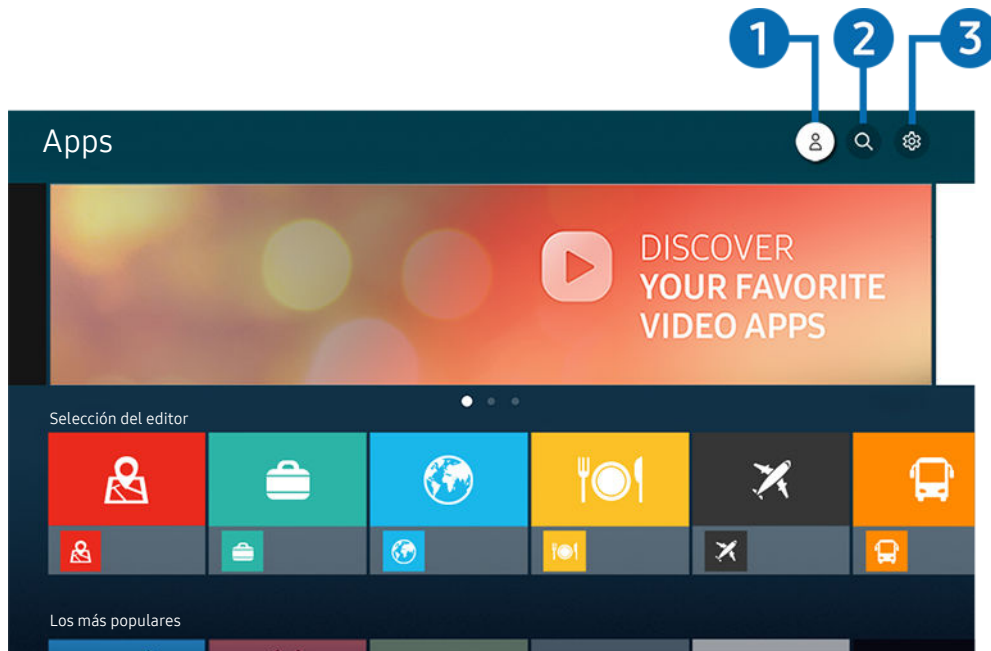 1 2 3
Apps
DISCOVER
YOUR FAVORITE
VIDEO APPS
Selección del editor
Los más populares